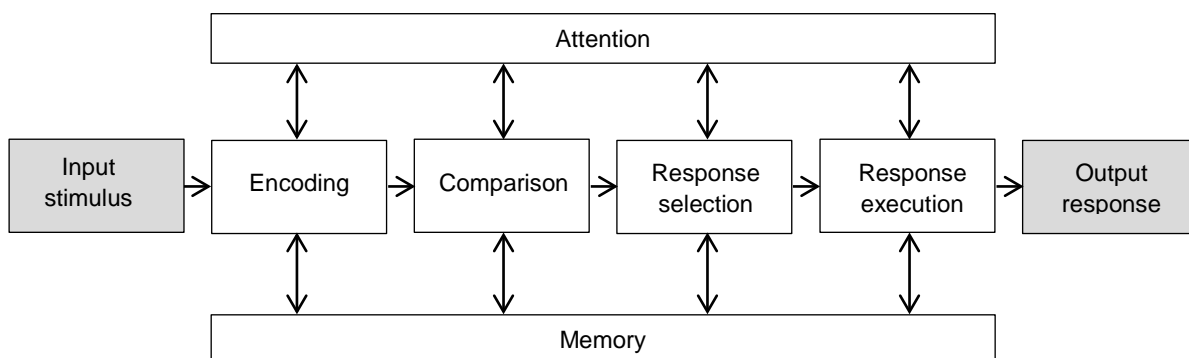 Attention
Input
stimulus
Encoding
Comparison
Response
selection
Response
execution
Output
response
Memory